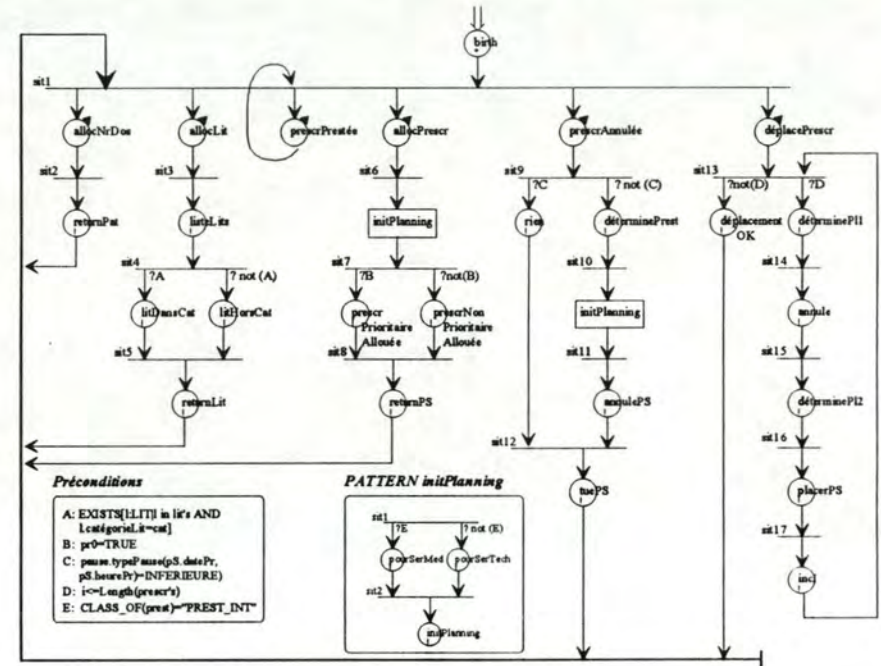 birth
sit1
allocNrDos
allocLit
prescrPrestée
allocPrescr
prescrAnnulée
déplacePrescr
sit2
sit3
sit6
sit9
?C
? not (C)
sit13
?not(D)
?D
returnPat
listeLits
initPlanning
rien
déterminePrest
déplacement
OK
déterminePl1
sit4
?A
? not (A)
sit7
?B
?not(B)
sit10
sit14
litDansCat
litHorsCat
prescr
Prioritaire
Allouée
prescrNon
Prioritaire
Allouée
initPlanning
annule
sit5
sit8
sit11
sit15
returnLit
returnPS
annulePS
déterminePl2
sit12
sit16
Préconditions
A: EXISTS[l:LIT|l in lit's AND
l.catégorieLit=cat]
B: pr0=TRUE
C: pause.typePause(pS.datePr,
pS.heurePr)=INFERIEURE)
D: i<=Length(prescr's)
E: CLASS_OF(prest)="PREST_INT"
PATTERN initPlanning
sit1
?E
? not (E)
pourSerMed
pourSerTech
sit2
initPlanning
tuePS
placerPS
sit17
inci